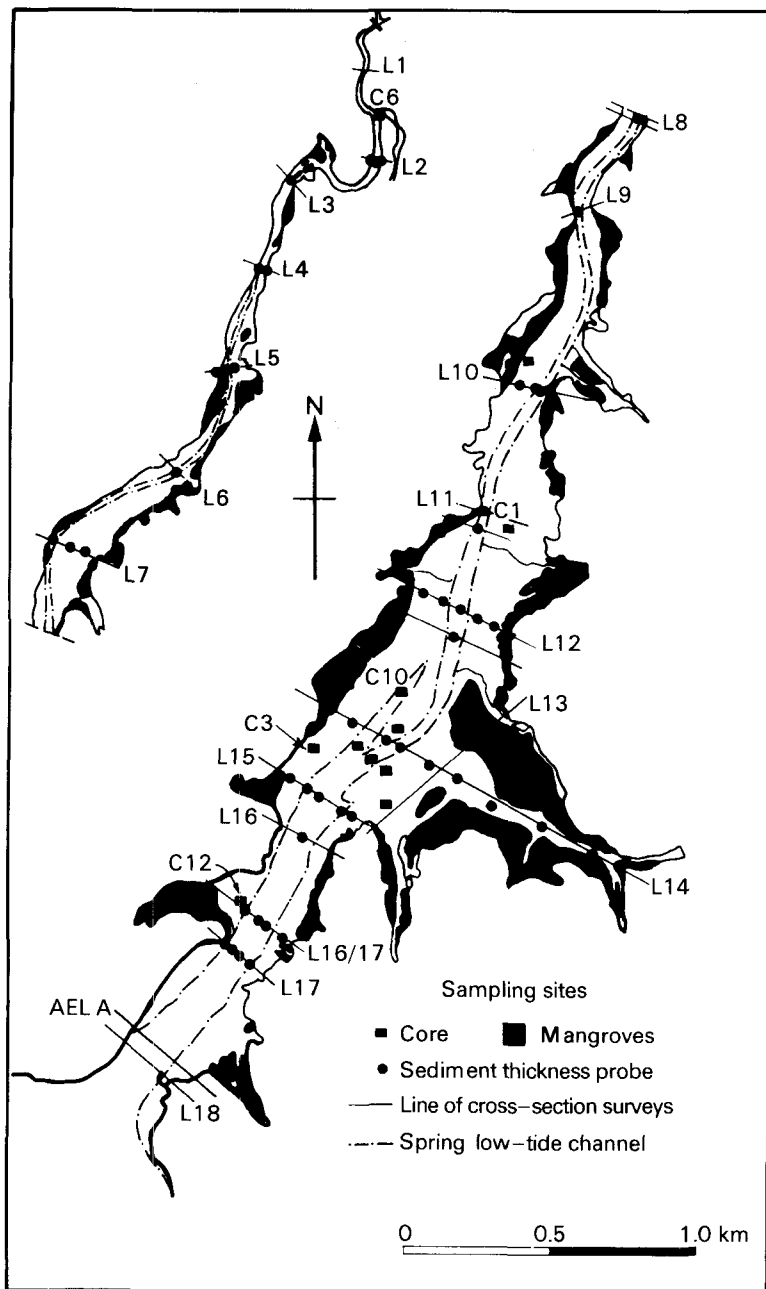 L1
C6
L8
L2
L3
L9
L4
L5
L10
N
L6
L11
C1
L7
L12
C10
L13
C3
L15
L16
C12
L14
L16/17
L17
Sampling sites
AEL A
Core
Mangroves
Sediment thickness probe
L18
Line of cross-section surveys
Spring low-tide channel
0
0.5
1.0 km